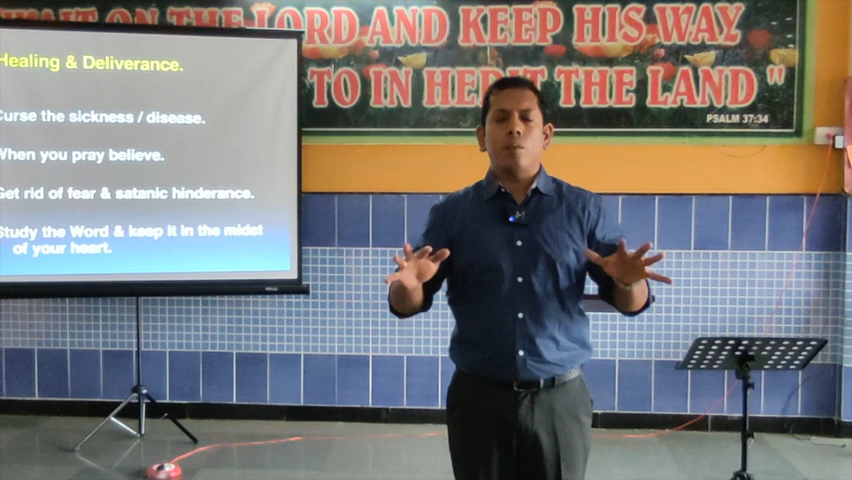 WAIT ON THE LORD AND KEEP HIS WAY
TO IN HERIT THE LAND "
PSALM 37:34
Healing & Deliverance.
Curse the sickness / disease.
When you pray believe.
Get rid of fear & satanic hinderance.
Study the Word & keep it in the midst
of your heart.